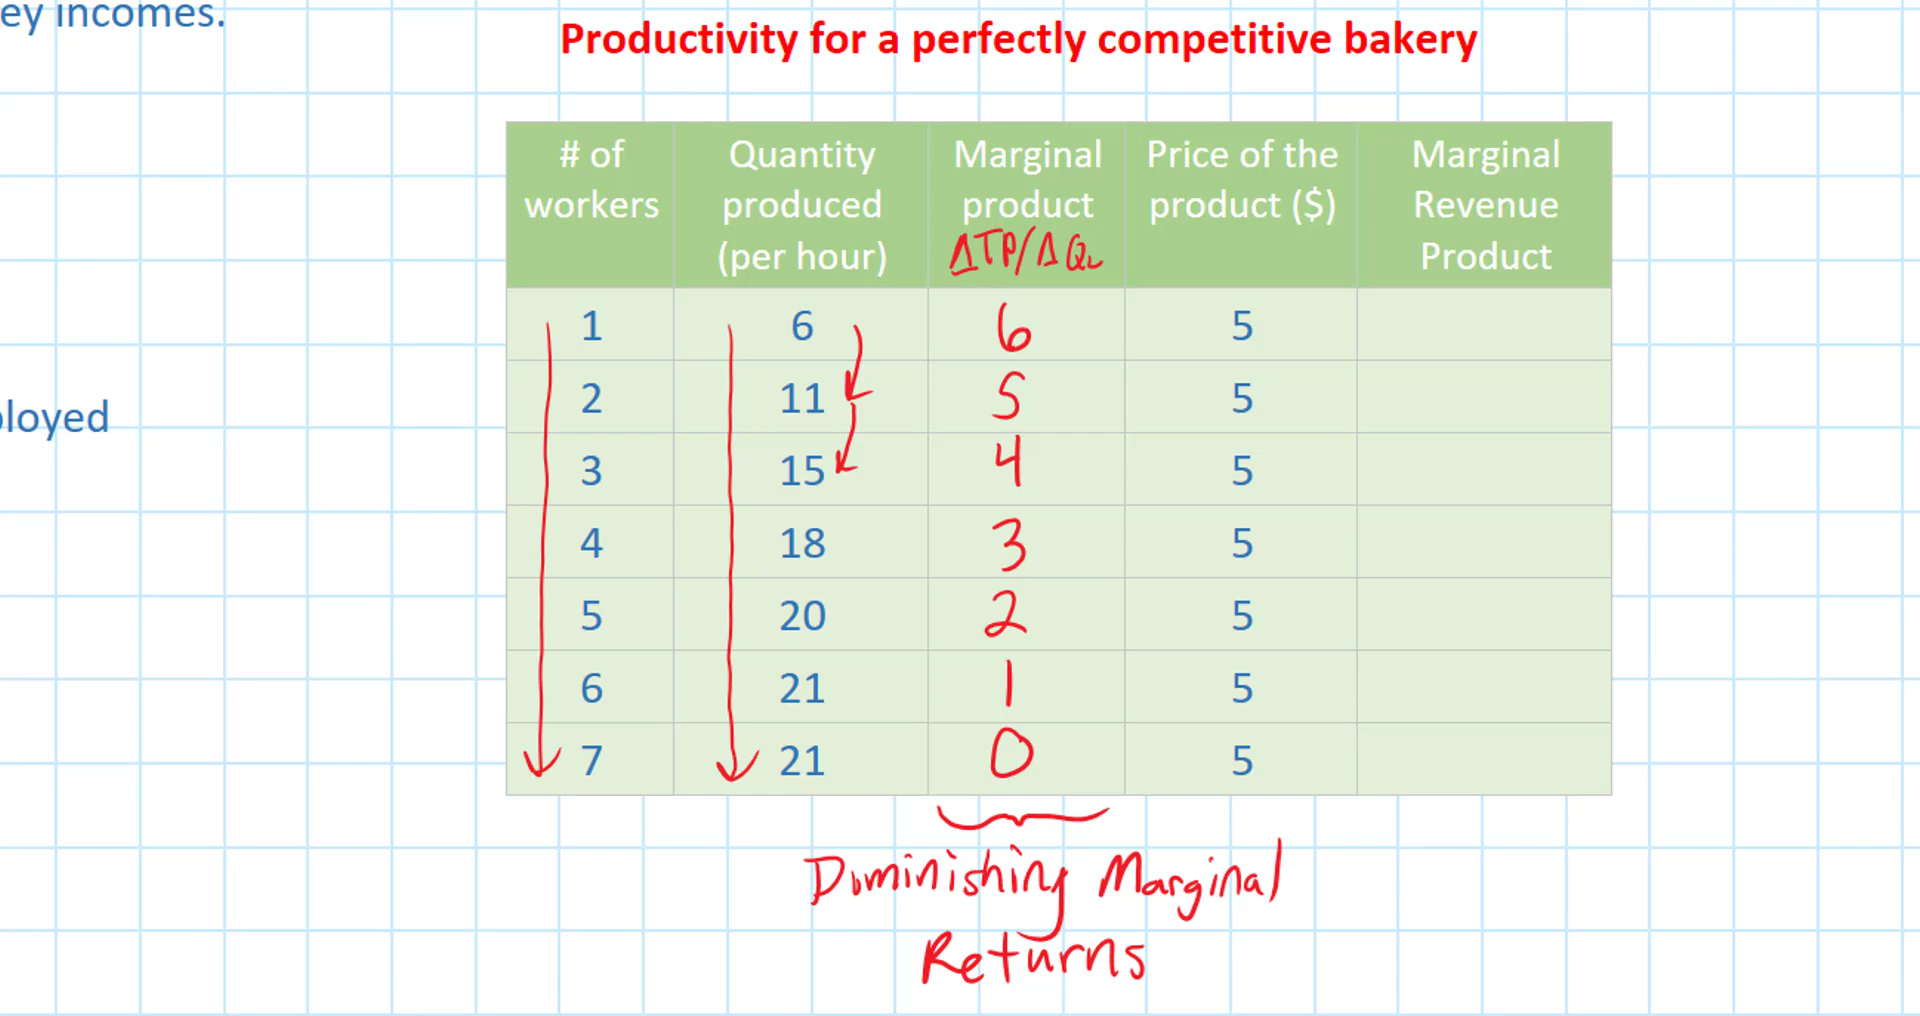 ey incomes.
Productivity for a perfectly competitive bakery
# of workers Quantity produced (per hour) Marginal product ΔTP/ΔQL Price of the product ($) Marginal Revenue Product
1 6 6 5
2 11 5 5
3 15 4 5
ployed
4 18 3 5
5 20 2 5
6 21 1 5
7 21 0 5
Diminishing Marginal
Returns